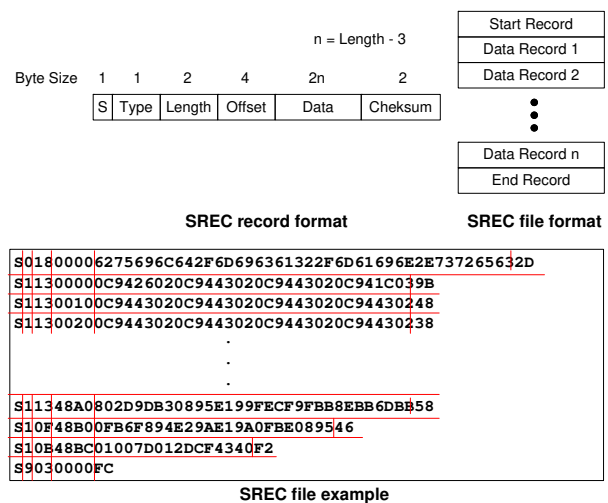 n = Length - 3
Byte Size 1 1 2 4 2n 2
S Type Length Offset Data Cheksum
Start Record
Data Record 1
Data Record 2
Data Record n
End Record
SREC record format
SREC file format
S01800006275696C642F6D696361322F6D61696E2E737265632D
S11300000C9426020C9443020C9443020C941C039B
S11300100C9443020C9443020C9443020C94430248
S11300200C9443020C9443020C9443020C94430238
.
.
.
S11348A0802D9DB30895E199FECF9FBB8EBB6DBB58
S10F48B00FB6F894E29AE19A0FBE089546
S10B48BC01007D012DCF4340F2
S9030000FC
SREC file example